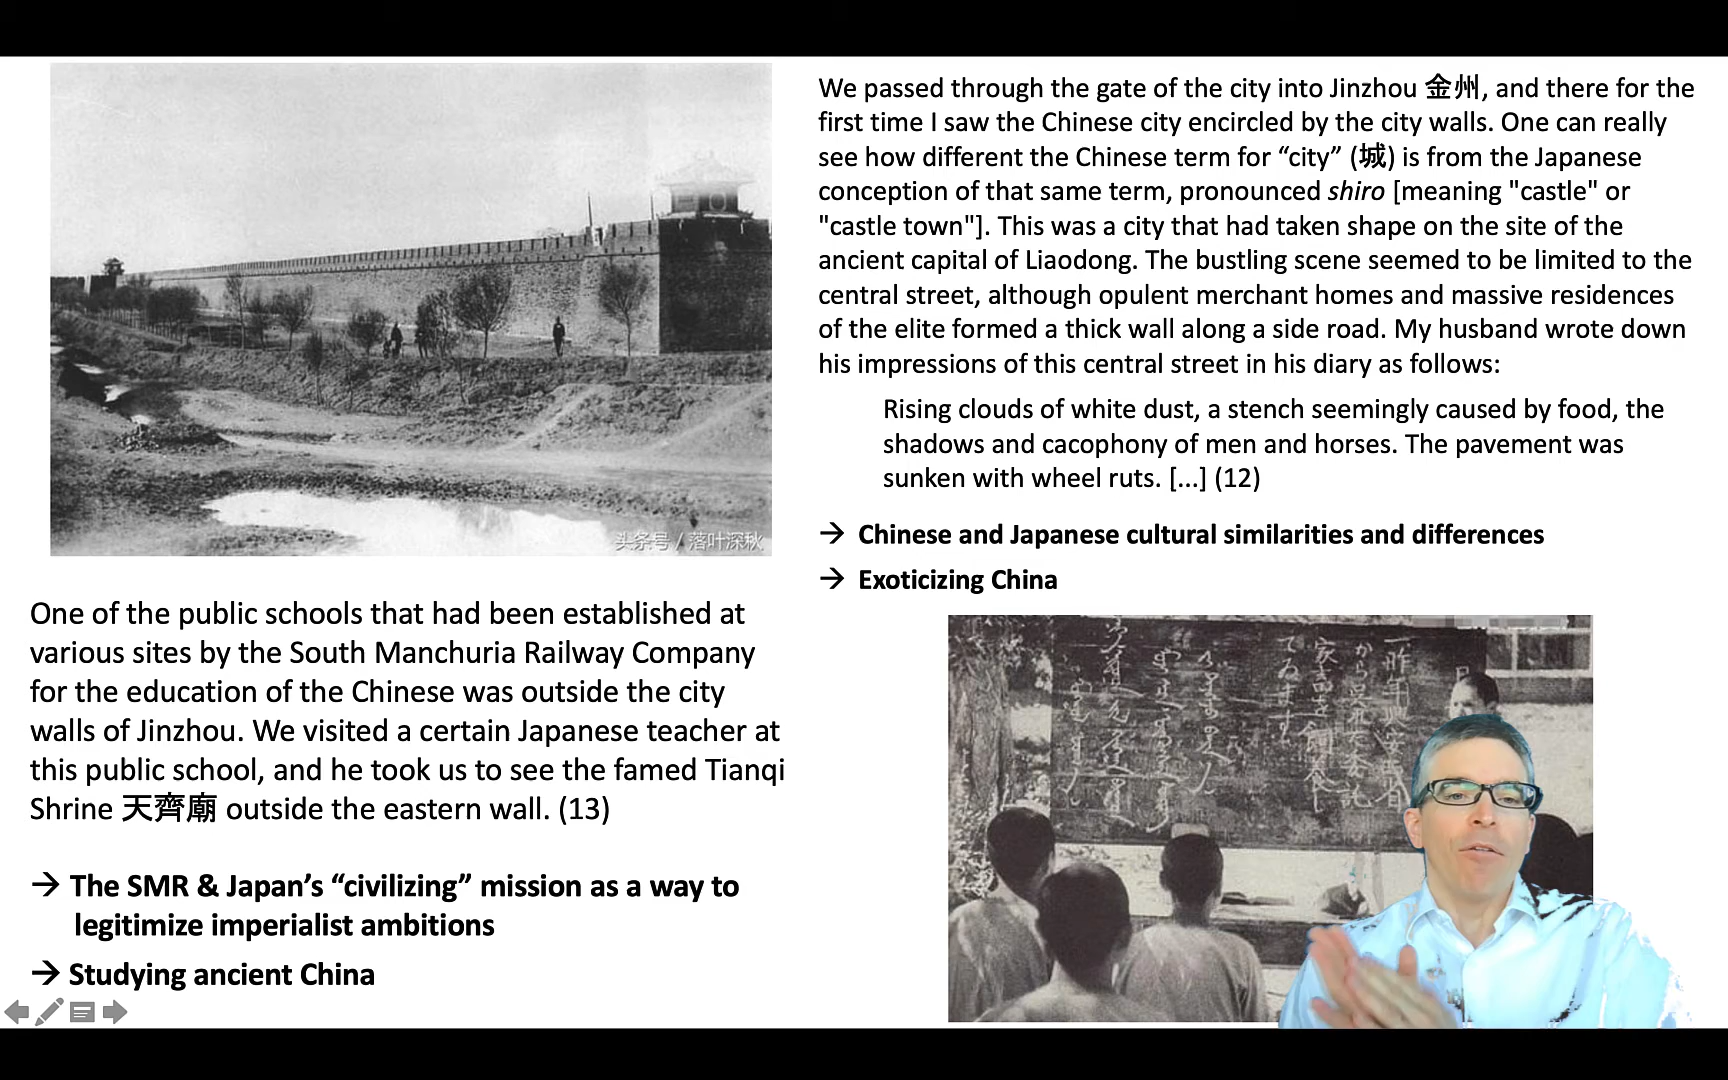 We passed through the gate of the city into Jinzhou 金州, and there for the
first time I saw the Chinese city encircled by the city walls. One can really
see how different the Chinese term for “city” (城) is from the Japanese
conception of that same term, pronounced shiro [meaning "castle" or
"castle town"]. This was a city that had taken shape on the site of the
ancient capital of Liaodong. The bustling scene seemed to be limited to the
central street, although opulent merchant homes and massive residences
of the elite formed a thick wall along a side road. My husband wrote down
his impressions of this central street in his diary as follows:
Rising clouds of white dust, a stench seemingly caused by food, the
shadows and cacophony of men and horses. The pavement was
sunken with wheel ruts. [...] (12)
→ Chinese and Japanese cultural similarities and differences
→ Exoticizing China
头条号 / 落叶深秋
One of the public schools that had been established at
various sites by the South Manchuria Railway Company
for the education of the Chinese was outside the city
walls of Jinzhou. We visited a certain Japanese teacher at
this public school, and he took us to see the famed Tianqi
Shrine 天齊廟 outside the eastern wall. (13)
→ The SMR & Japan’s “civilizing” mission as a way to
legitimize imperialist ambitions
→ Studying ancient China
一昨年
から
てゐます